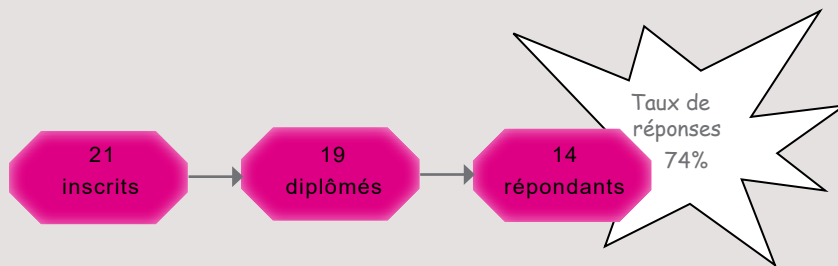 21
inscrits
19
diplômés
14
répondants
Taux de
réponses
74%